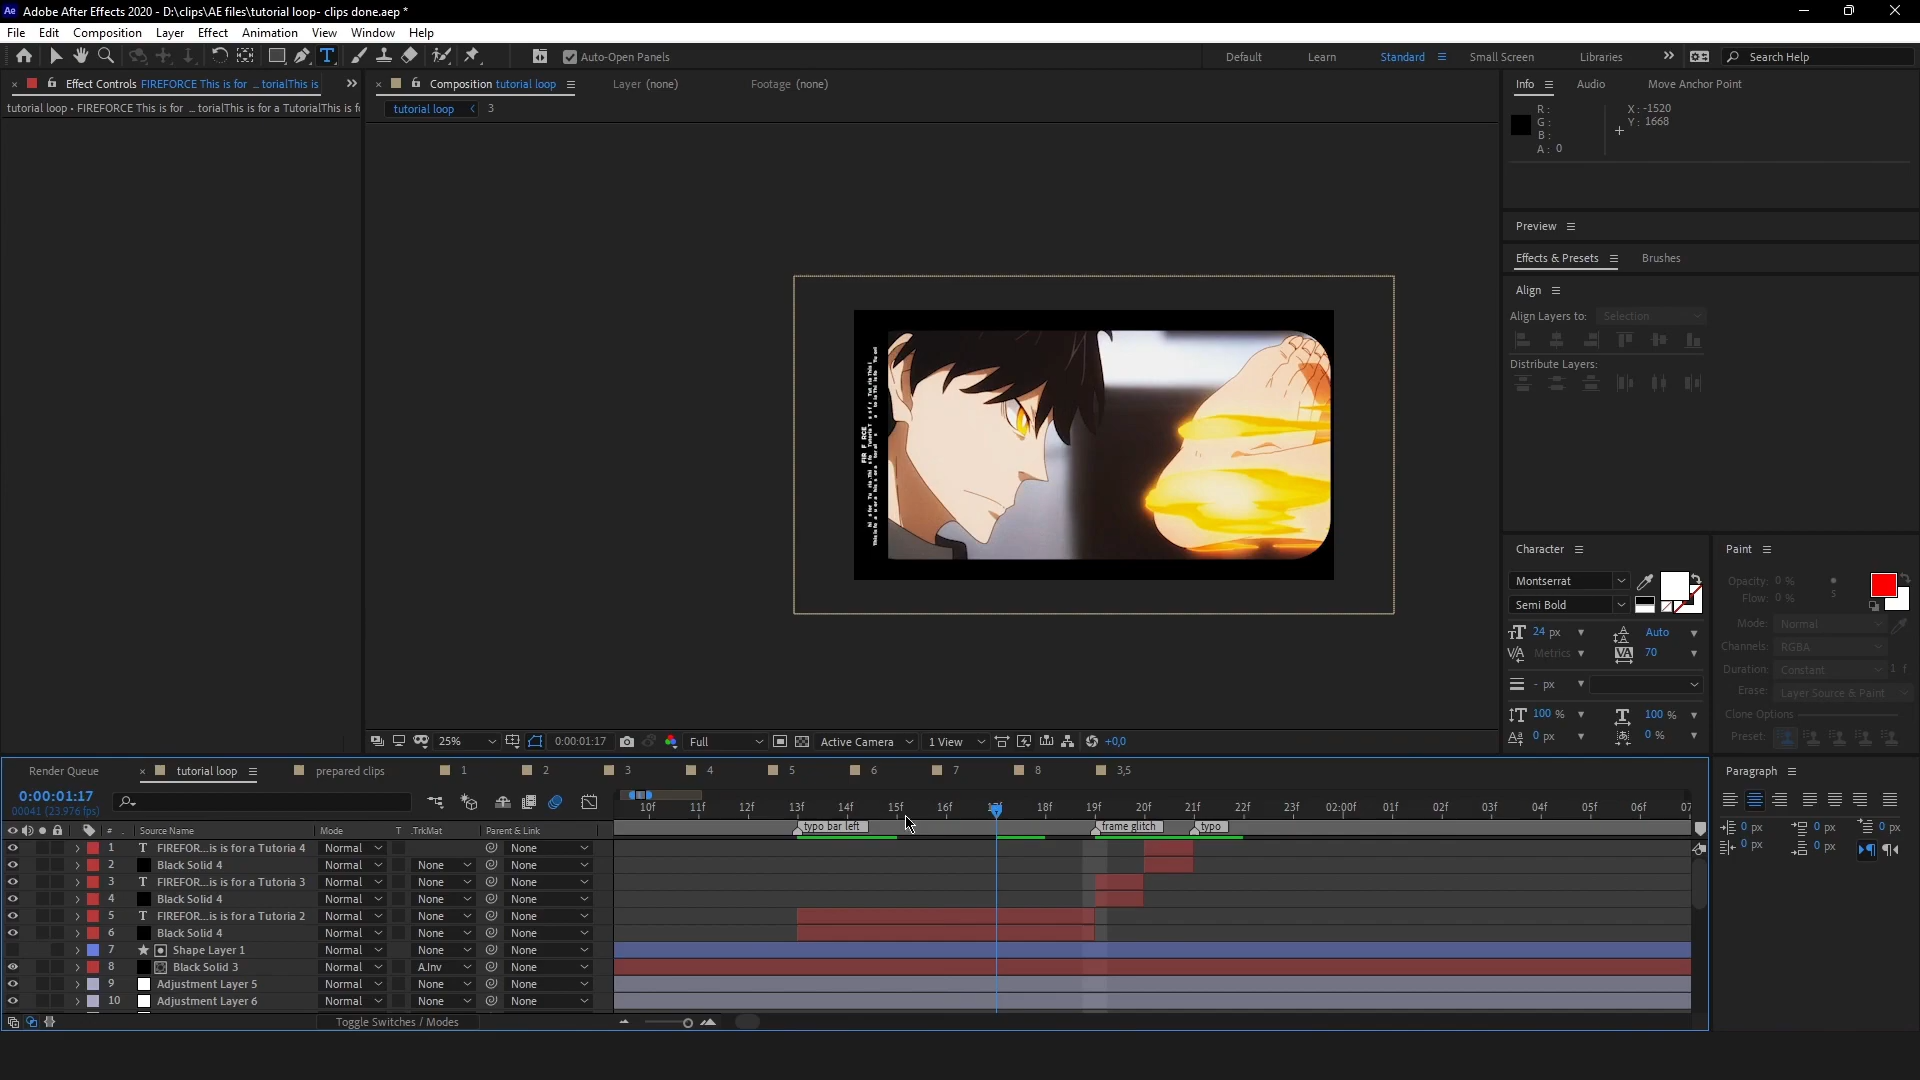 Ae Adobe After Effects 2020 - D:\clips\AE files\tutorial loop- clips done.aep *
File Edit Composition Layer Effect Animation View Window Help
Auto-Open Panels
Default Learn Standard Small Screen Libraries Search Help
Effect Controls FIREFORCE This is for ... torialThis is
tutorial loop • FIREFORCE This is for ... torialThis is for a TutorialThis is f
Composition tutorial loop
Layer (none)
Footage (none)
tutorial loop 3
Info Audio Move Anchor Point
R:
G:
B:
A: 0
X: -1520
Y: 1668
Preview
Effects & Presets Brushes
Align
Align Layers to: Selection
Distribute Layers:
Character
Montserrat
Semi Bold
24 px Auto
Metrics 70
- px
100 % 100 %
0 px 0 %
Paint
Opacity: 0 %
Flow: 0 %
5
Mode: Normal
Channels: RGBA
Duration: Constant 1 f
Erase: Layer Source & Paint
Clone Options
Preset:
25% 0:00:01:17 Full Active Camera 1 View +0,0
Render Queue tutorial loop prepared clips 1 2 3 4 5 6 7 8 3,5
0:00:01:17
00041 (23.976 fps)
10f 11f 12f 13f 14f 15f 16f 17f 18f 19f 20f 21f 22f 23f 02:00f 01f 02f 03f 04f 05f 06f 07
typo bar left frame glitch typo
# Source Name Mode T .TrkMat Parent & Link
1 T FIREFOR...is is for a Tutoria 4 Normal None
2 Black Solid 4 Normal None None
3 T FIREFOR...is is for a Tutoria 3 Normal None None
4 Black Solid 4 Normal None None
5 T FIREFOR...is is for a Tutoria 2 Normal None None
6 Black Solid 4 Normal None None
7 Shape Layer 1 Normal None None
8 Black Solid 3 Normal A.Inv None
9 Adjustment Layer 5 Normal None None
10 Adjustment Layer 6 Normal None None
Toggle Switches / Modes
Paragraph
0 px 0 px 0 px
0 px 0 px